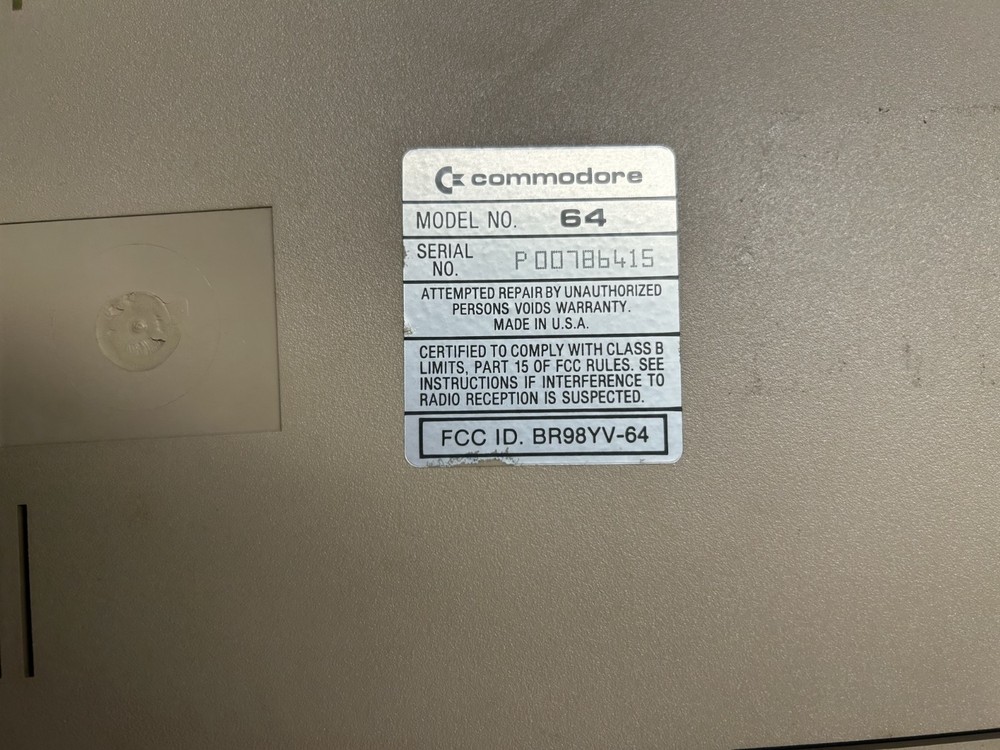 commodore
MODEL NO. 64
SERIAL NO. P00786415
ATTEMPTED REPAIR BY UNAUTHORIZED
PERSONS VOIDS WARRANTY.
MADE IN U.S.A.
CERTIFIED TO COMPLY WITH CLASS B
LIMITS, PART 15 OF FCC RULES. SEE
INSTRUCTIONS IF INTERFERENCE TO
RADIO RECEPTION IS SUSPECTED.
FCC ID. BR98YV-64